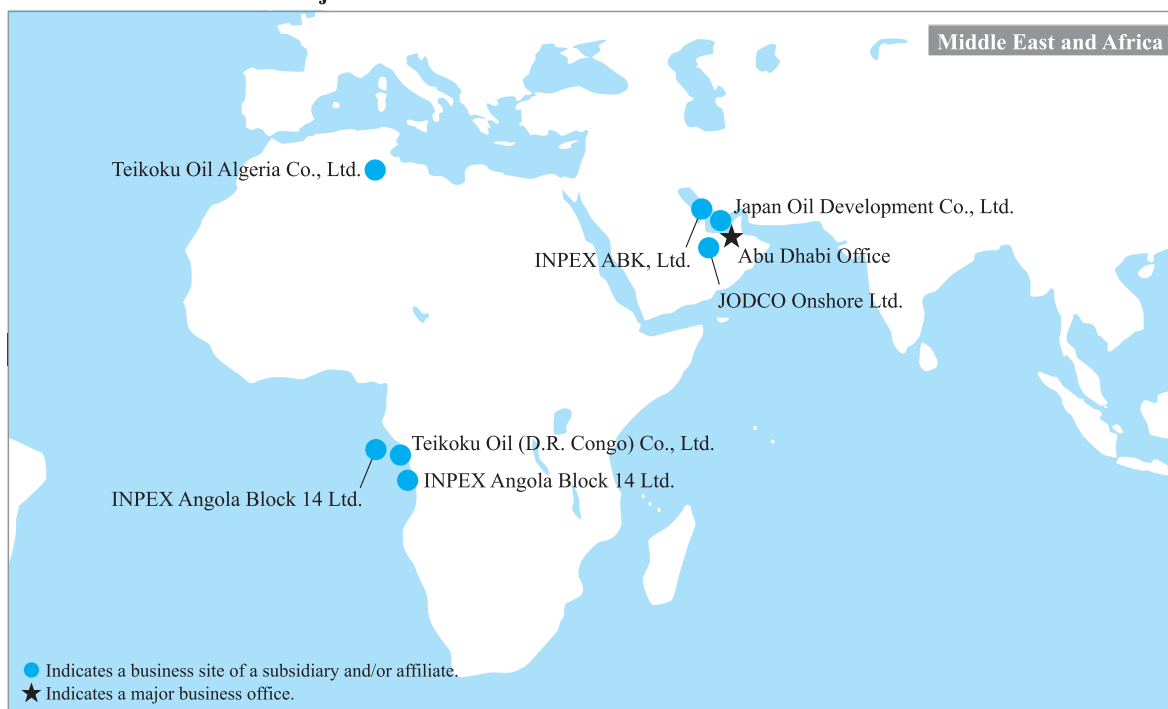 Middle East and Africa
Teikoku Oil Algeria Co., Ltd.
Japan Oil Development Co., Ltd.
INPEX ABK, Ltd.
Abu Dhabi Office
JODCO Onshore Ltd.
Teikoku Oil (D.R. Congo) Co., Ltd.
INPEX Angola Block 14 Ltd.
INPEX Angola Block 14 Ltd.
Indicates a business site of a subsidiary and/or affiliate.
Indicates a major business office.